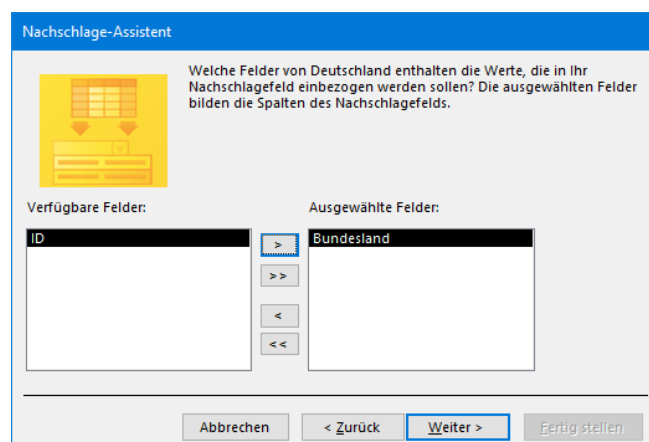 Nachschlage-Assistent
Welche Felder von Deutschland enthalten die Werte, die in Ihr
Nachschlagefeld einbezogen werden sollen? Die ausgewählten Felder
bilden die Spalten des Nachschlagefelds.
Verfügbare Felder:
Ausgewählte Felder:
ID
>
Bundesland
>>
<
<<
Abbrechen
< Zurück
Weiter >
Fertig stellen